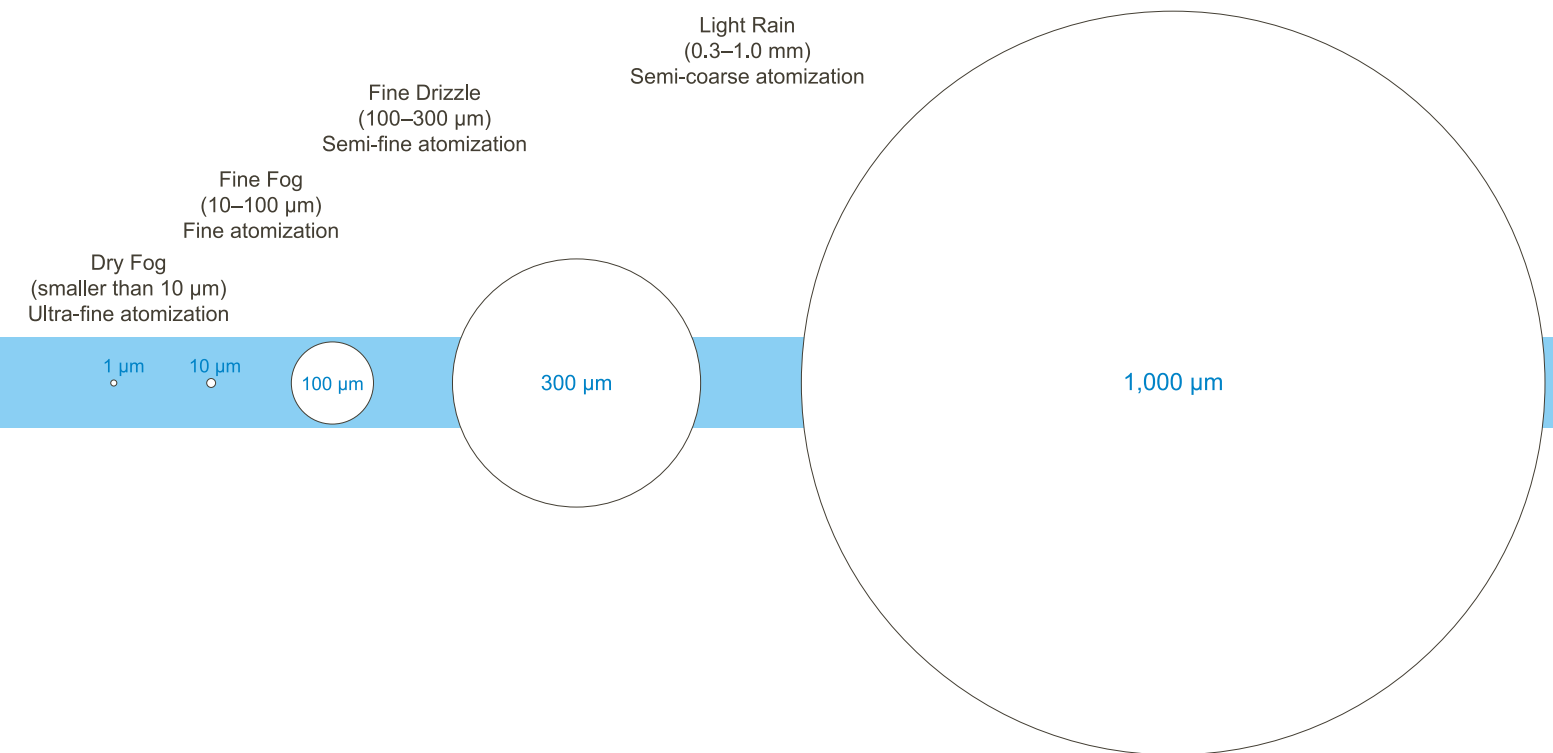 Light Rain
(0.3–1.0 mm)
Semi-coarse atomization
Fine Drizzle
(100–300 µm)
Semi-fine atomization
Fine Fog
(10–100 µm)
Fine atomization
Dry Fog
(smaller than 10 µm)
Ultra-fine atomization
1 µm
10 µm
100 µm
300 µm
1,000 µm